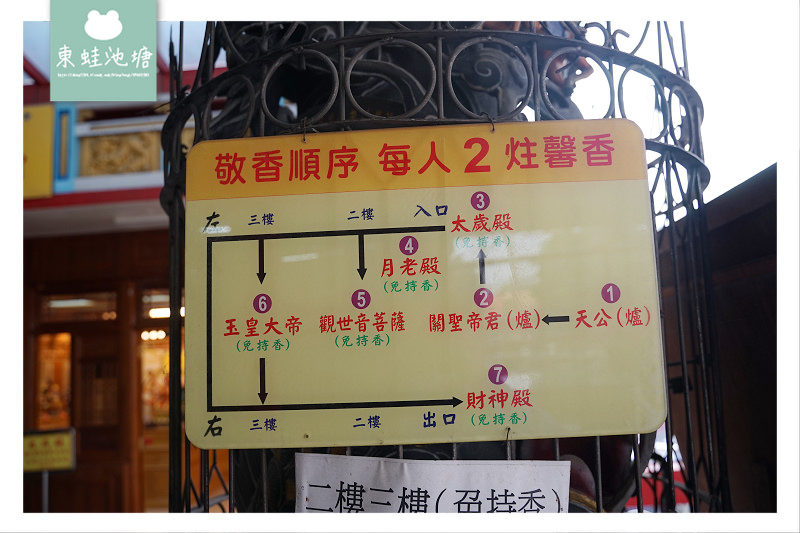 東蛙池塘
敬香順序 每人2炷馨香
左 三樓 二樓 入口
③
太歲殿
(免持香)
④
月老殿
(免持香)
⑥
玉皇大帝
(免持香)
⑤
觀世音菩薩
(免持香)
②
關聖帝君(爐)
①
天公(爐)
⑦
財神殿
(免持香)
右 三樓 二樓 出口
二樓三樓(免持香)